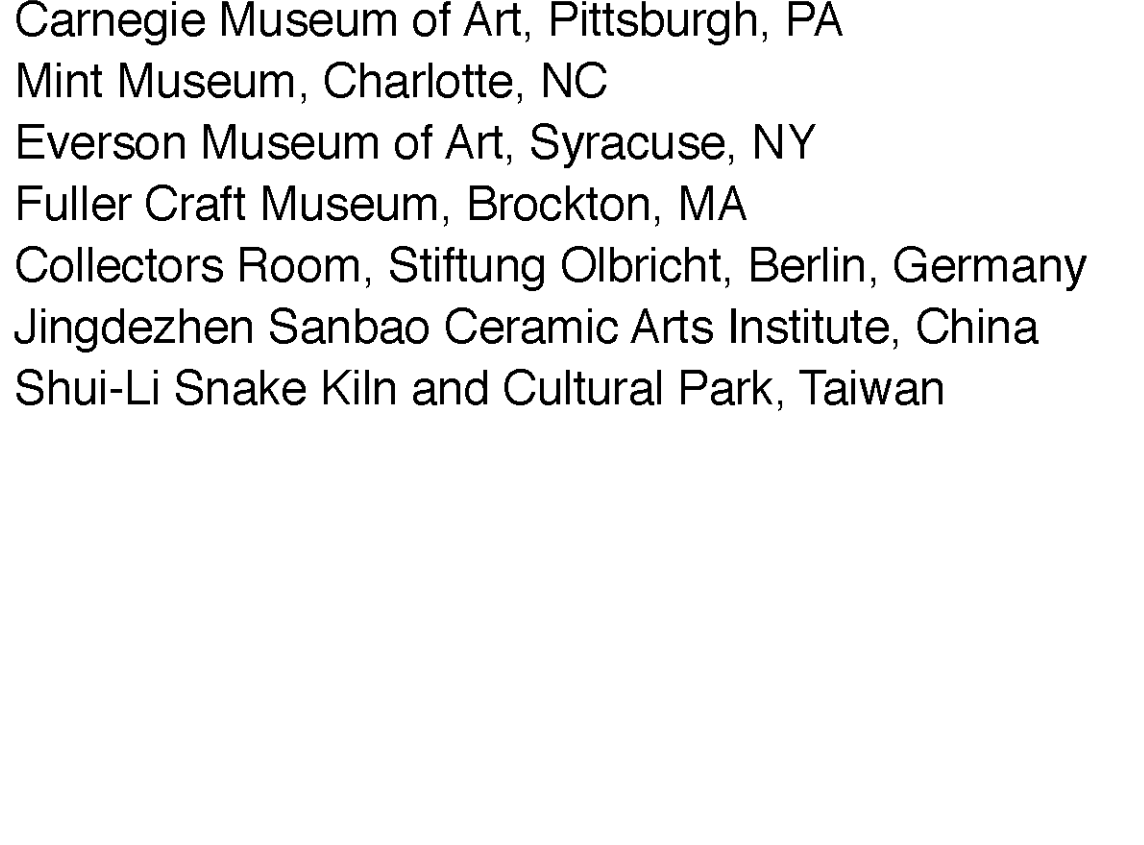 Carnegie Museum of Art, Pittsburgh, PA
Mint Museum, Charlotte, NC
Everson Museum of Art, Syracuse, NY
Fuller Craft Museum, Brockton, MA
Collectors Room, Stiftung Olbricht, Berlin, Germany
Jingdezhen Sanbao Ceramic Arts Institute, China
Shui-Li Snake Kiln and Cultural Park, Taiwan